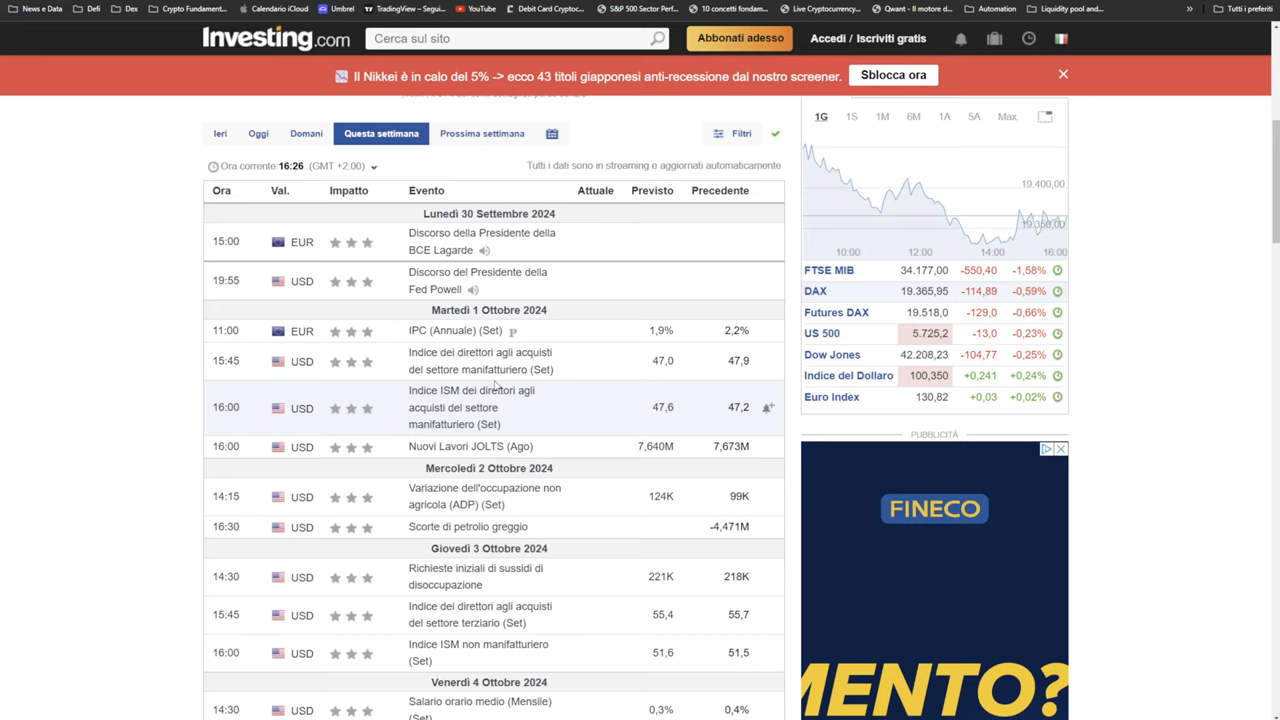 News e Data
Defi
Dex
Crypto Fundament...
Calendario iCloud
Umbrel
TradingView – Segui...
YouTube
Debit Card Cryptoc...
S&P 500 Sector Perf...
10 concetti fondam...
Live Cryptocurrency...
Qwant - Il motore d...
Automation
Liquidity pool and...
»
Tutti i preferiti
Investing.com
Cerca sul sito
Abbonati adesso
Accedi / Iscriviti gratis
Il Nikkei è in calo del 5% -> ecco 43 titoli giapponesi anti-recessione dal nostro screener.
Sblocca ora
Ieri
Oggi
Domani
Questa settimana
Prossima settimana
Filtri
Ora corrente: 16:26 (GMT +2.00)
Tutti i dati sono in streaming e aggiornati automaticamente
Ora Val. Impatto Evento Attuale Previsto Precedente
Lunedì 30 Settembre 2024
15:00 EUR Discorso della Presidente della
BCE Lagarde
19:55 USD Discorso del Presidente della
Fed Powell
Martedì 1 Ottobre 2024
11:00 EUR IPC (Annuale) (Set) P 1,9% 2,2%
15:45 USD Indice dei direttori agli acquisti
del settore manifatturiero (Set) 47,0 47,9
Indice ISM dei direttori agli
16:00 USD acquisti del settore 47,6 47,2
manifatturiero (Set)
16:00 USD Nuovi Lavori JOLTS (Ago) 7,640M 7,673M
Mercoledì 2 Ottobre 2024
14:15 USD Variazione dell'occupazione non
agricola (ADP) (Set) 124K 99K
16:30 USD Scorte di petrolio greggio -4,471M
Giovedì 3 Ottobre 2024
14:30 USD Richieste iniziali di sussidi di
disoccupazione 221K 218K
15:45 USD Indice dei direttori agli acquisti
del settore terziario (Set) 55,4 55,7
16:00 USD Indice ISM non manifatturiero
(Set) 51,6 51,5
Venerdì 4 Ottobre 2024
14:30 USD Salario orario medio (Mensile)
(Set) 0,3% 0,4%
1G 1S 1M 6M 1A 5A Max.
19.400,00
19.350,00
10:00 12:00 14:00 16:00
FTSE MIB 34.177,00 -550,40 -1,58%
DAX 19.365,95 -114,89 -0,59%
Futures DAX 19.518,0 -129,0 -0,66%
US 500 5.725,2 -13,0 -0,23%
Dow Jones 42.208,23 -104,77 -0,25%
Indice del Dollaro 100,350 +0,241 +0,24%
Euro Index 130,82 +0,03 +0,02%
PUBBLICITÀ
FINECO
MENTO?